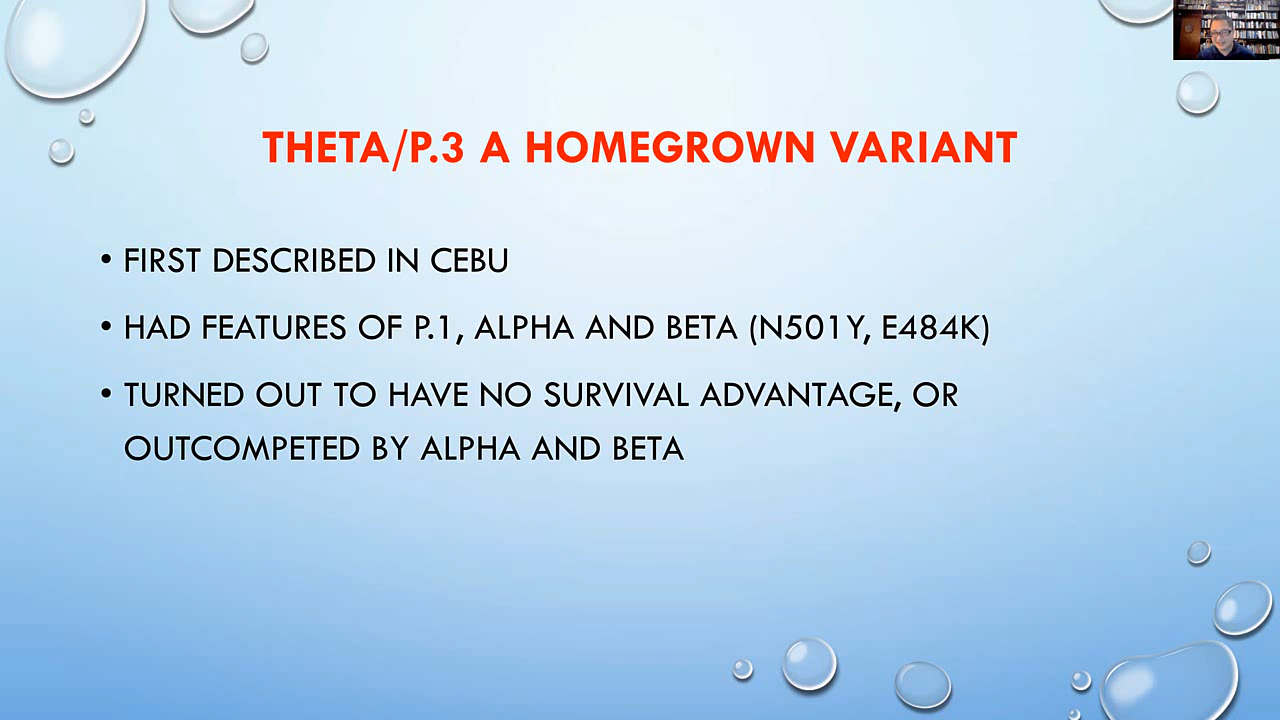 THETA/P.3 A HOMEGROWN VARIANT
• FIRST DESCRIBED IN CEBU
• HAD FEATURES OF P.1, ALPHA AND BETA (N501Y, E484K)
• TURNED OUT TO HAVE NO SURVIVAL ADVANTAGE, OR
OUTCOMPETED BY ALPHA AND BETA